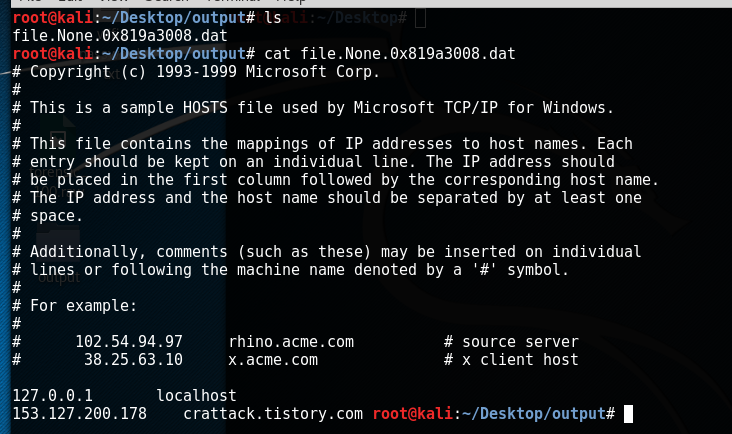 root@kali:~/Desktop/output# ls
file.None.0x819a3008.dat
root@kali:~/Desktop/output# cat file.None.0x819a3008.dat
# Copyright (c) 1993-1999 Microsoft Corp.
#
# This is a sample HOSTS file used by Microsoft TCP/IP for Windows.
#
# This file contains the mappings of IP addresses to host names. Each
# entry should be kept on an individual line. The IP address should
# be placed in the first column followed by the corresponding host name.
# The IP address and the host name should be separated by at least one
# space.
#
# Additionally, comments (such as these) may be inserted on individual
# lines or following the machine name denoted by a '#' symbol.
#
# For example:
#
#      102.54.94.97     rhino.acme.com          # source server
#       38.25.63.10     x.acme.com              # x client host

127.0.0.1       localhost
153.127.200.178    crattack.tistory.com root@kali:~/Desktop/output#